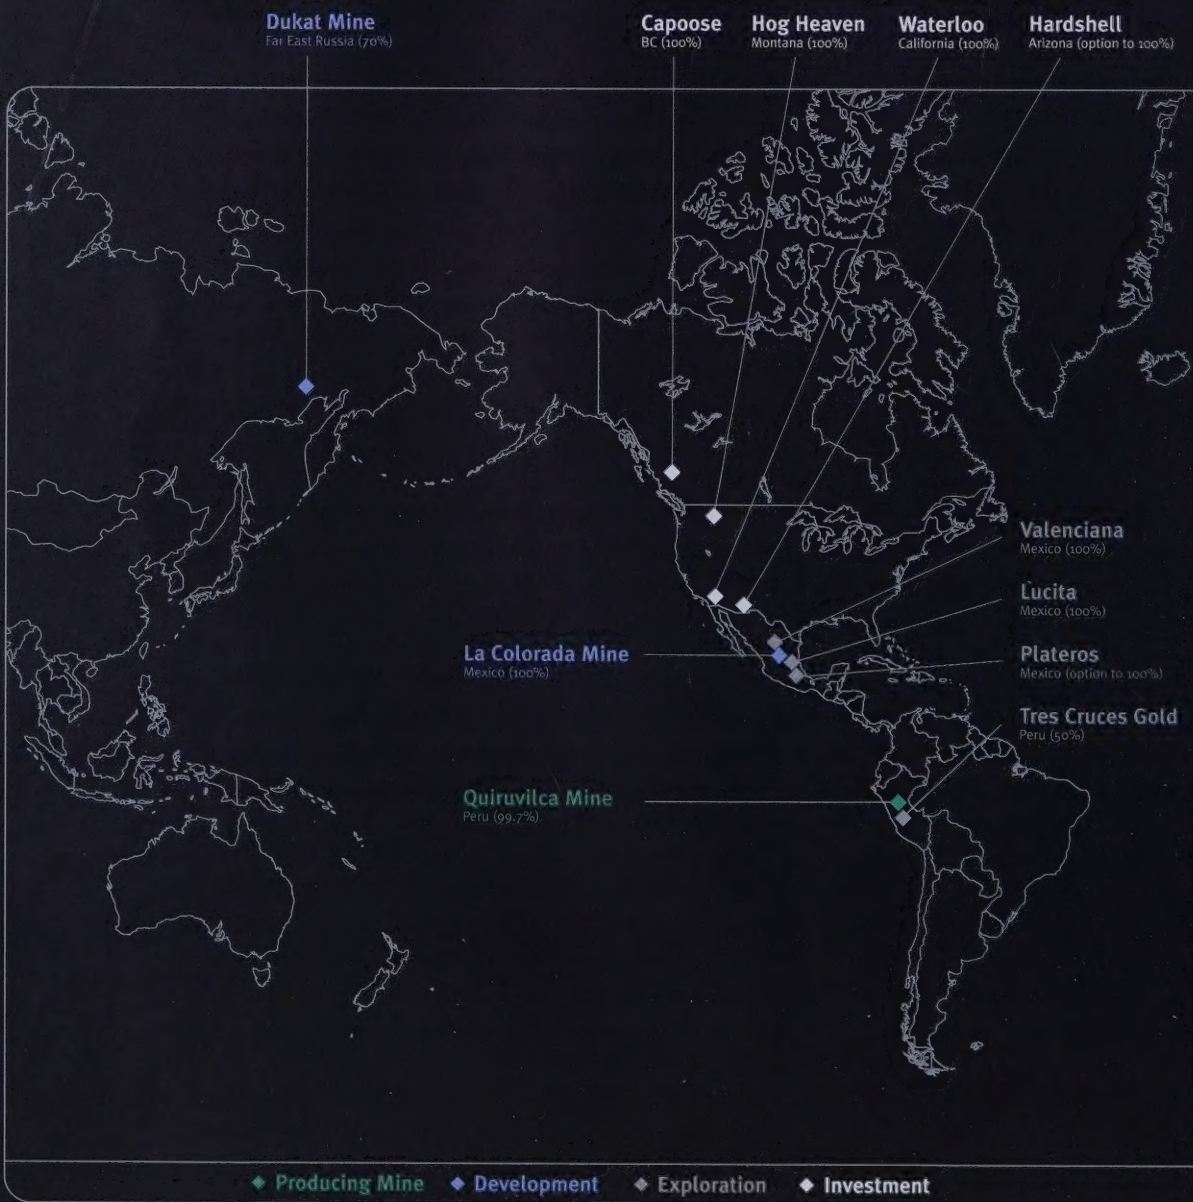 Dukat Mine
Far East Russia (70%)
Capoose
BC (100%)
Hog Heaven
Montana (100%)
Waterloo
California (100%)
Hardshell
Arizona (option to 100%)
Valenciana
Mexico (100%)
Lucita
Mexico (100%)
La Colorada Mine
Mexico (100%)
Plateros
Mexico (option to 100%)
Tres Cruces Gold
Peru (50%)
Quiruvilca Mine
Peru (99.7%)
Producing Mine
Development
Exploration
Investment